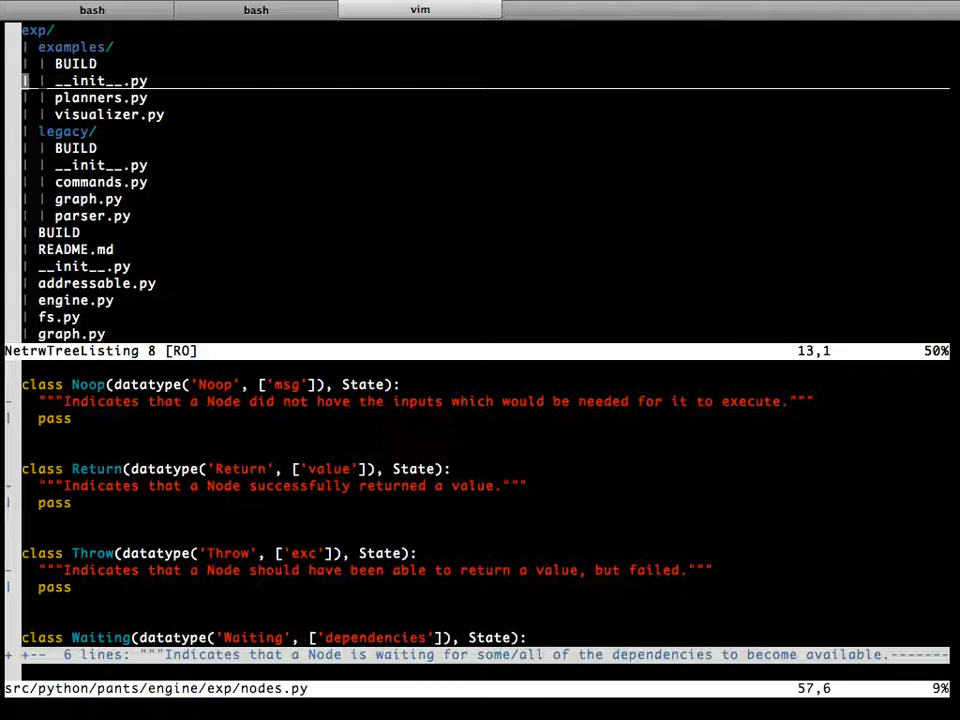 bash bash vim
exp/
| examples/
| | BUILD
| | __init__.py
| | planners.py
| | visualizer.py
| legacy/
| | BUILD
| | __init__.py
| | commands.py
| | graph.py
| | parser.py
| BUILD
| README.md
| __init__.py
| addressable.py
| engine.py
| fs.py
| graph.py
NetrwTreeListing 8 [RO] 13,1 50%
class Noop(datatype('Noop', ['msg']), State):
- """Indicates that a Node did not have the inputs which would be needed for it to execute."""
| pass
class Return(datatype('Return', ['value']), State):
- """Indicates that a Node successfully returned a value."""
| pass
class Throw(datatype('Throw', ['exc']), State):
- """Indicates that a Node should have been able to return a value, but failed."""
| pass
class Waiting(datatype('Waiting', ['dependencies']), State):
+ +-- 6 lines: """Indicates that a Node is waiting for some/all of the dependencies to become available.-------
src/python/pants/engine/exp/nodes.py 57,6 9%